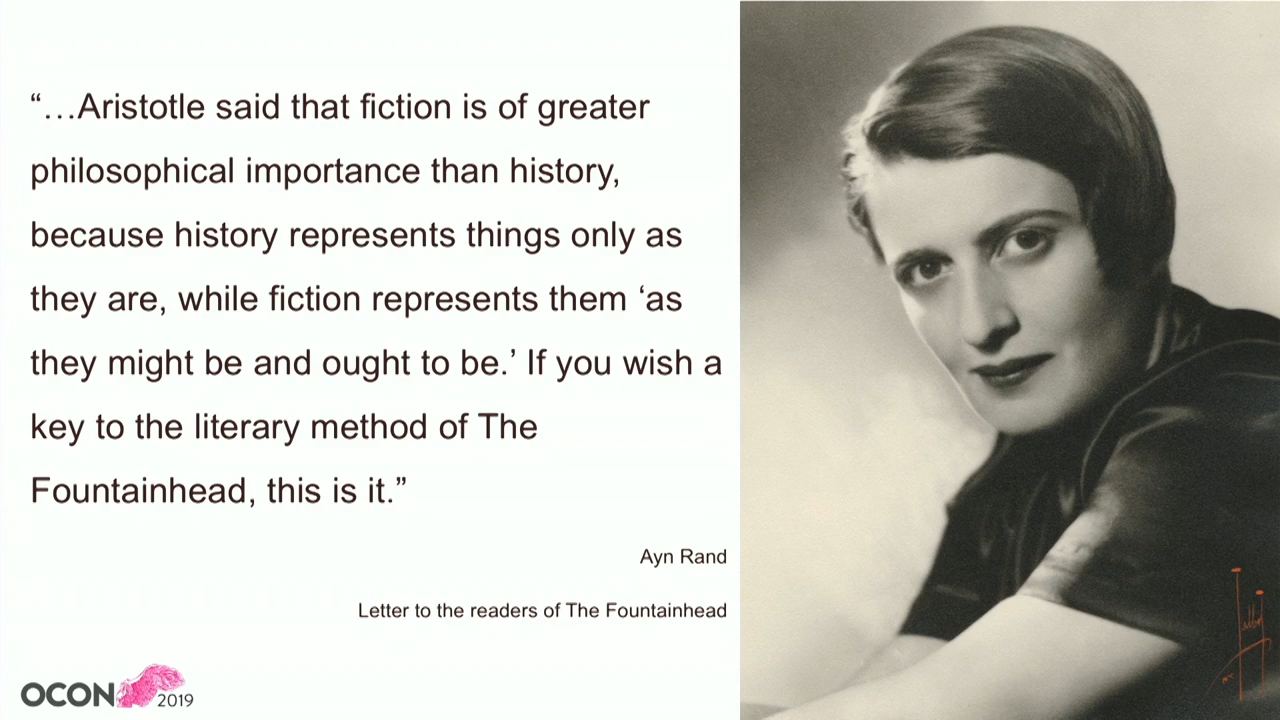 “…Aristotle said that fiction is of greater
philosophical importance than history,
because history represents things only as
they are, while fiction represents them ‘as
they might be and ought to be.’ If you wish a
key to the literary method of The
Fountainhead, this is it.”
Ayn Rand
Letter to the readers of The Fountainhead
OCON 2019